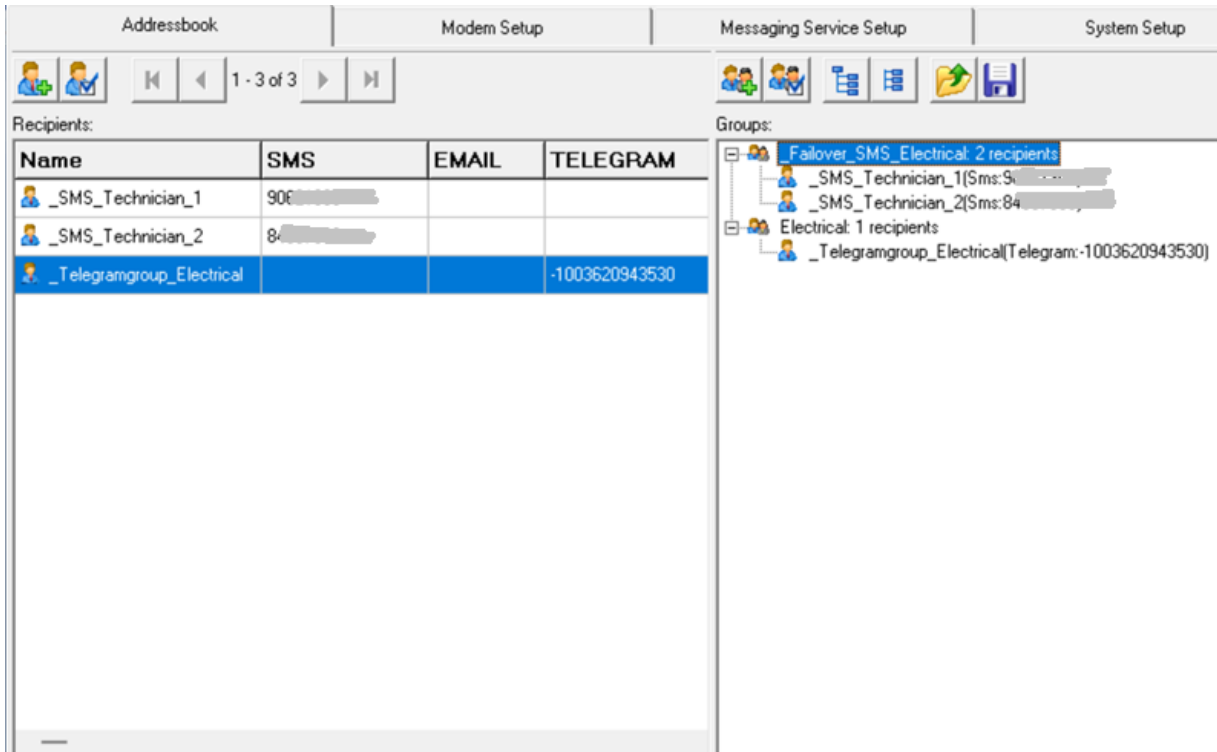 Addressbook
Modem Setup
Messaging Service Setup
System Setup
1 - 3 of 3
Recipients:
Name SMS EMAIL TELEGRAM
_SMS_Technician_1
_SMS_Technician_2
_Telegramgroup_Electrical -1003620943530
Groups:
_Failover_SMS_Electrical: 2 recipients
_SMS_Technician_1(Sms:
_SMS_Technician_2(Sms:
Electrical: 1 recipients
_Telegramgroup_Electrical(Telegram:-1003620943530)